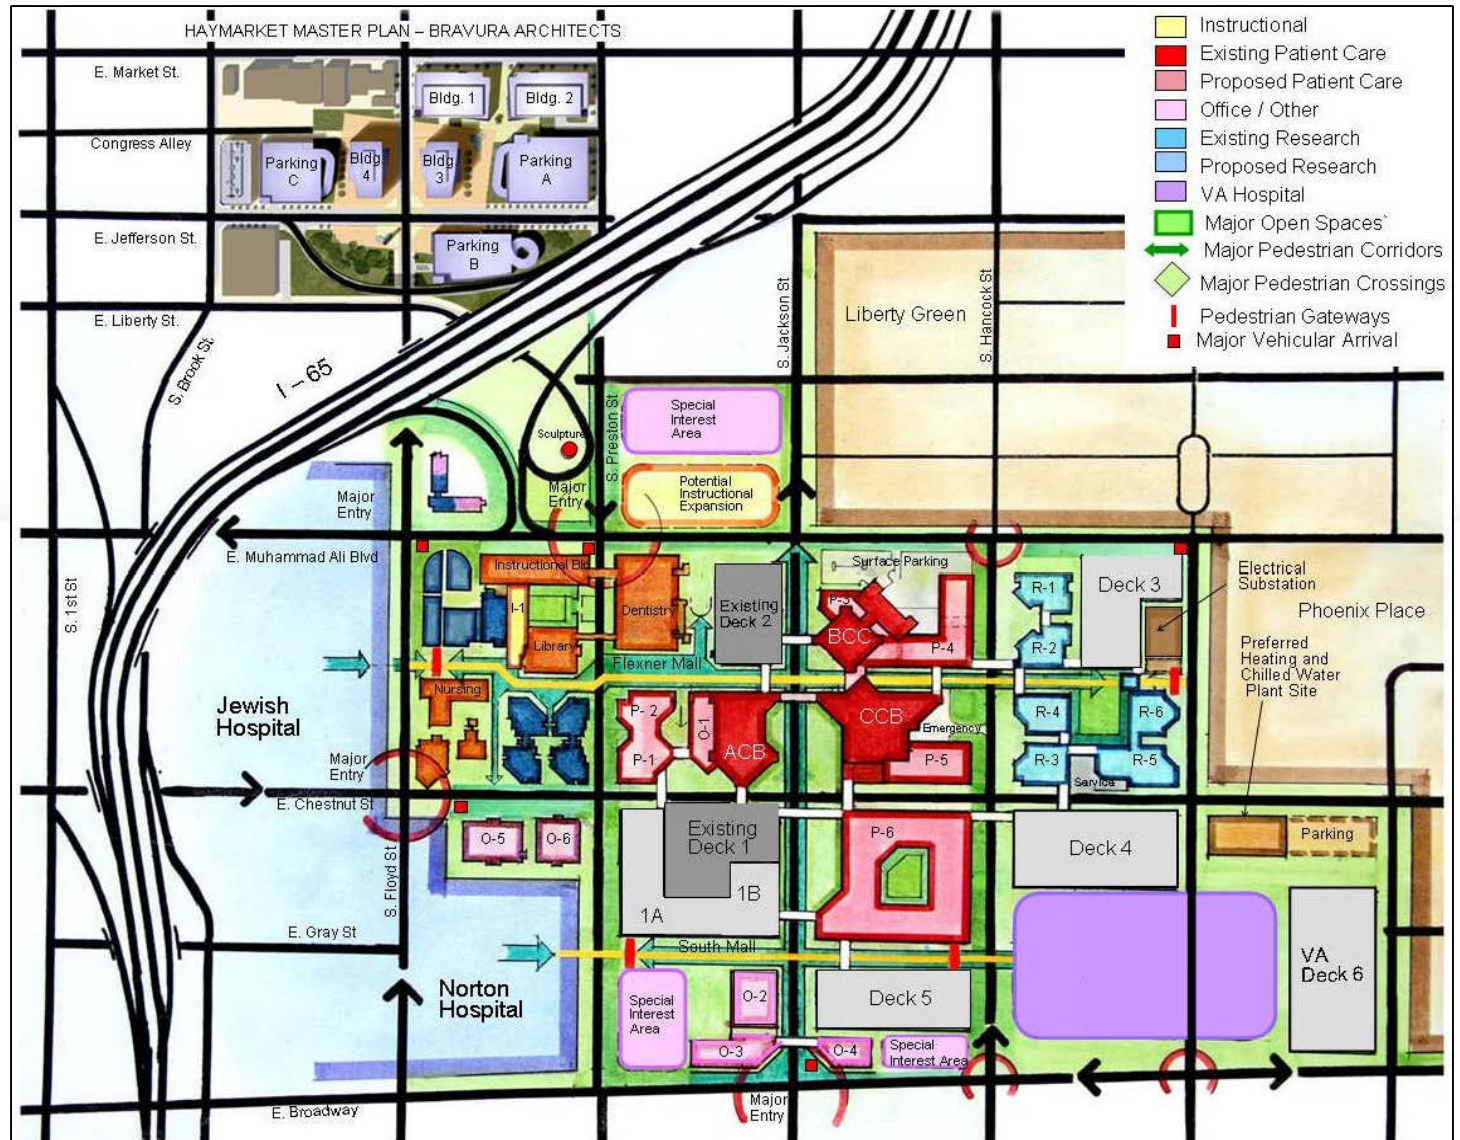 HAYMARKET MASTER PLAN – BRAVURA ARCHITECTS
Instructional
Existing Patient Care
Proposed Patient Care
Office / Other
Existing Research
Proposed Research
VA Hospital
Major Open Spaces`
Major Pedestrian Corridors
Major Pedestrian Crossings
Pedestrian Gateways
Major Vehicular Arrival
E. Market St.
Bldg. 1
Bldg. 2
Congress Alley
Parking
C
Bldg.
4
Bldg.
3
Parking
A
E. Jefferson St.
Parking
B
E. Liberty St.
S. Brook St.
I – 65
S. Jackson St
S. Hancock St
Liberty Green
S. Preston St
Special
Interest
Area
Sculpture
Potential
Instructional
Expansion
Major
Entry
Major
Entry
E. Muhammad Ali Blvd
S. 1st St
Instructional Bld
I-1
Library
Dentistry
Existing
Deck 2
Surface Parking
P-3
BCC
P-4
R-1
R-2
Deck 3
Electrical
Substation
Phoenix Place
Preferred
Heating and
Chilled Water
Plant Site
Flexner Mall
Nursing
Jewish
Hospital
P- 2
P-1
O-1
ACB
CCB
Emergency
P-5
R-4
R-3
R-6
R-5
Service
Major
Entry
E. Chestnut St
O-5
O-6
Existing
Deck 1
1B
1A
P-6
Deck 4
Parking
S. Floyd St
E. Gray St
South Mall
Norton
Hospital
Special
Interest
Area
O-2
O-3
O-4
Deck 5
Special
Interest Area
VA
Deck 6
Major
Entry
E. Broadway